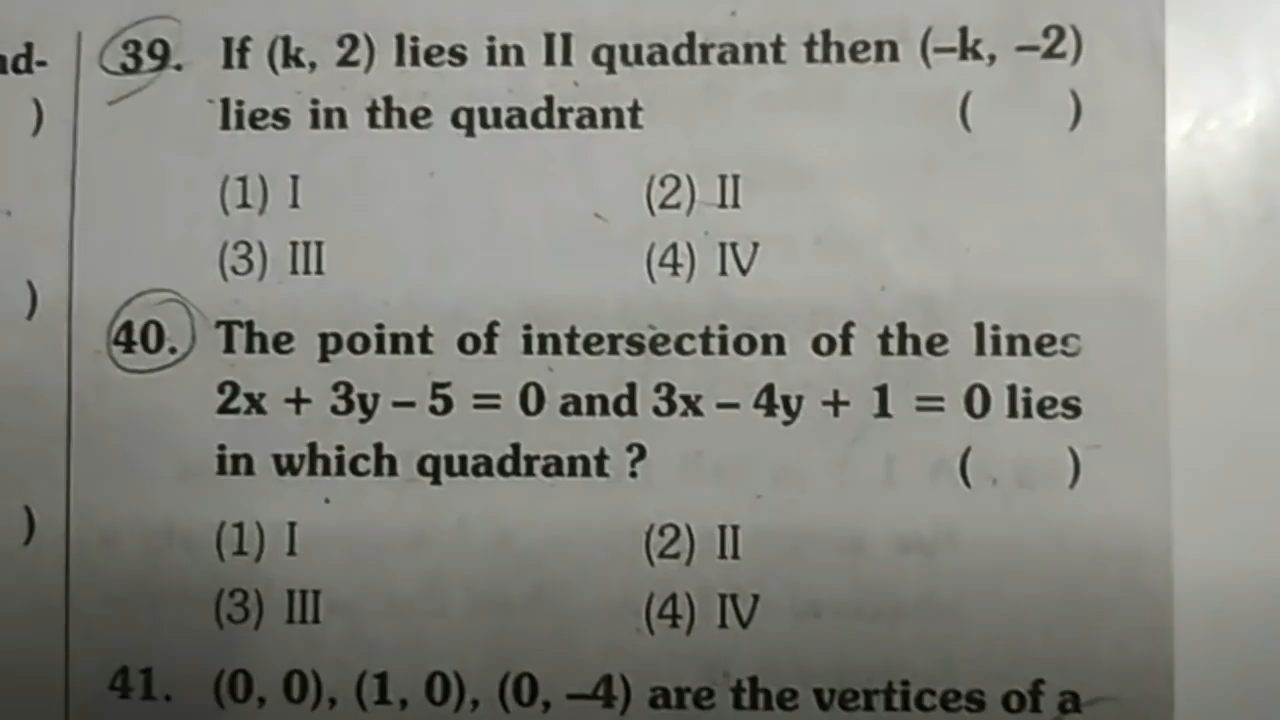 nd-
)
)
)
39. If (k, 2) lies in II quadrant then (–k, –2)
lies in the quadrant ( )
(1) I (2) II
(3) III (4) IV
40. The point of intersection of the lines
2x + 3y – 5 = 0 and 3x – 4y + 1 = 0 lies
in which quadrant ? ( )
(1) I (2) II
(3) III (4) IV
41. (0, 0), (1, 0), (0, –4) are the vertices of a